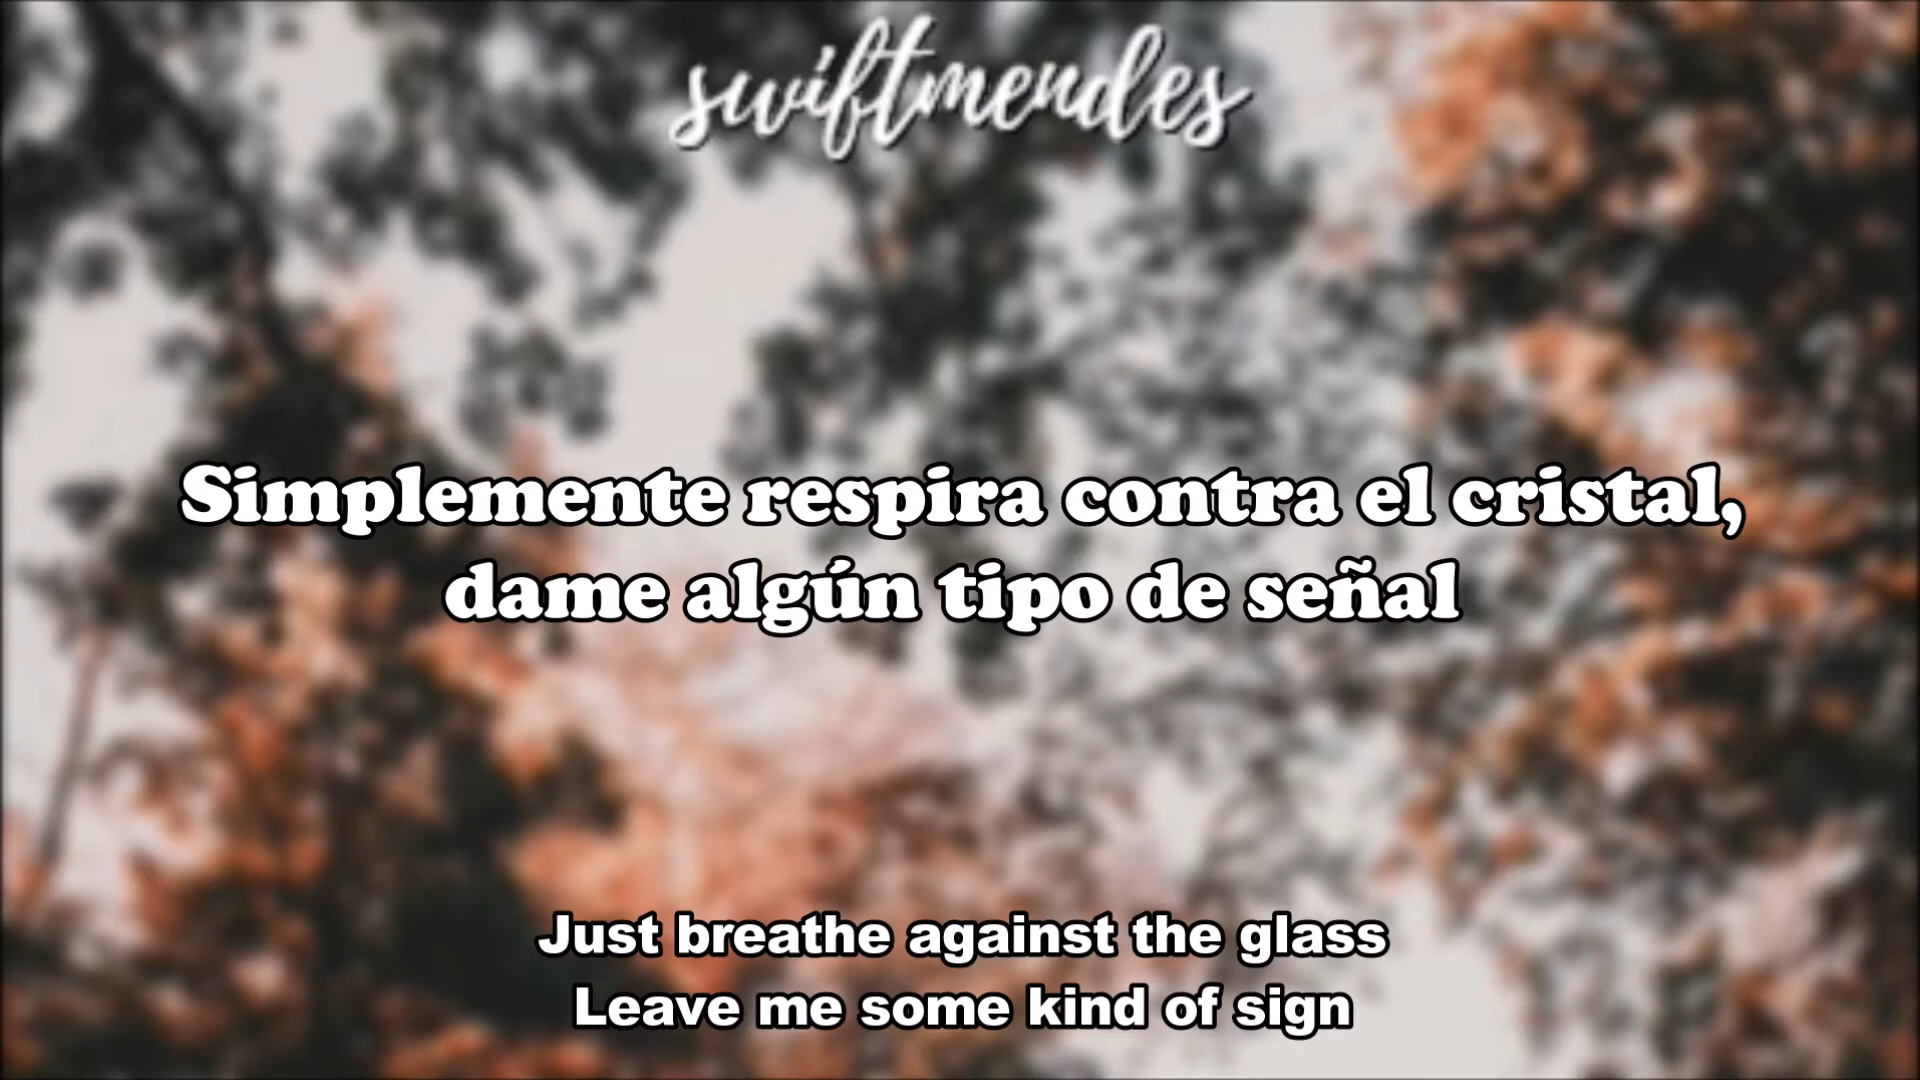 swiftmendes
Simplemente respira contra el cristal,
dame algún tipo de señal
Just breathe against the glass
Leave me some kind of sign